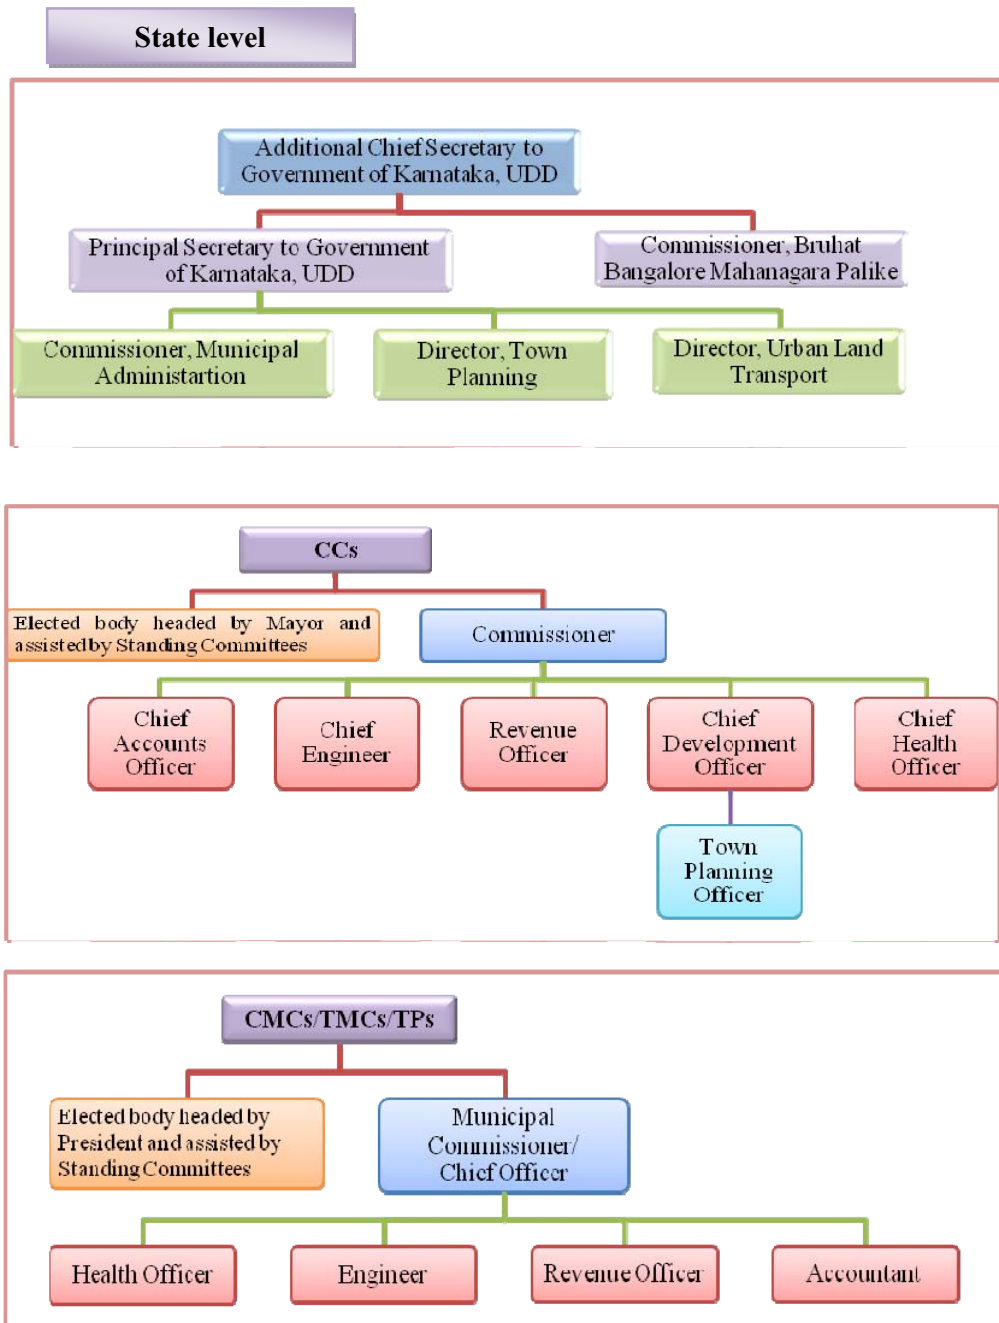 State level
Additional Chief Secretary to
Government of Karnataka, UDD
Principal Secretary to Government
of Karnataka, UDD
Commissioner, Bruhat
Bangalore Mahanagara Palike
Commissioner, Municipal
Administartion
Director, Town
Planning
Director, Urban Land
Transport
CCs
Elected body headed by Mayor and
assisted by Standing Committees
Commissioner
Chief
Accounts
Officer
Chief
Engineer
Revenue
Officer
Chief
Development
Officer
Chief
Health
Officer
Town
Planning
Officer
CMCs/TMCs/TPs
Elected body headed by
President and assisted by
Standing Committees
Municipal
Commissioner/
Chief Officer
Health Officer
Engineer
Revenue Officer
Accountant